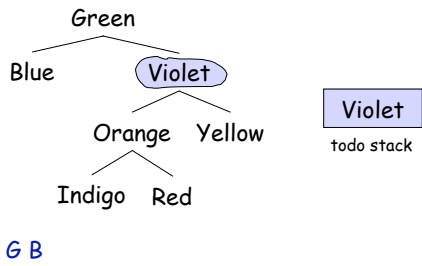 Green
Blue Violet
Violet
Orange Yellow
todo stack
Indigo Red
G B